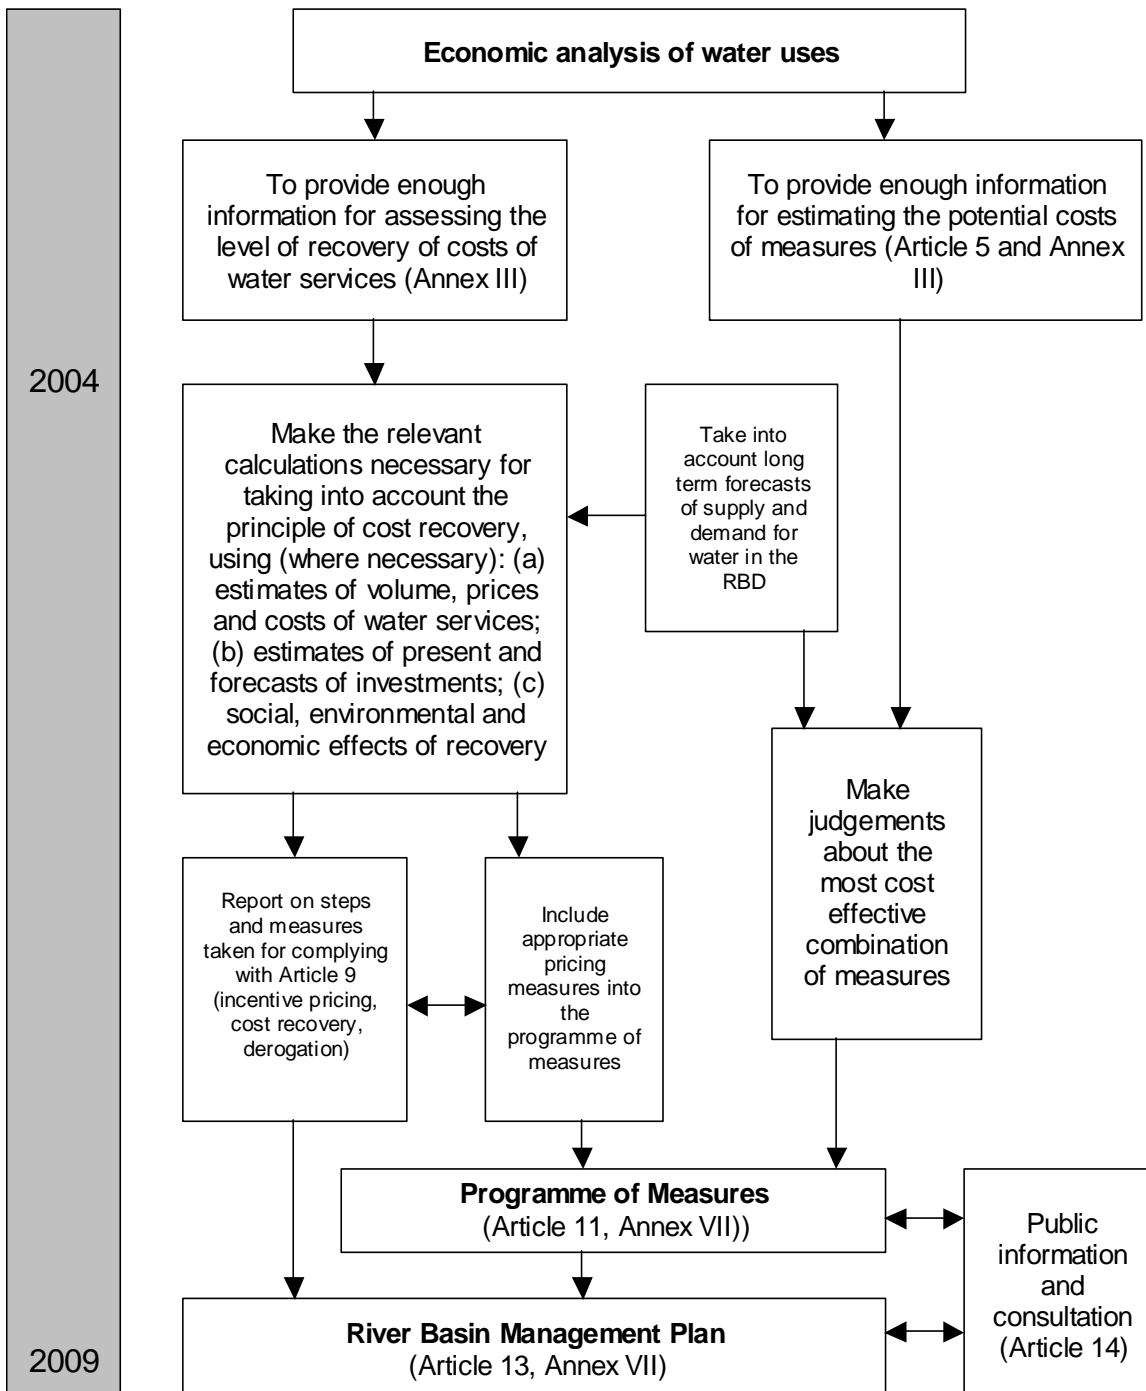 Economic analysis of water uses
To provide enough
information for assessing the
level of recovery of costs of
water services (Annex III)
To provide enough information
for estimating the potential costs
of measures (Article 5 and Annex
III)
2004
Make the relevant
calculations necessary for
taking into account the
principle of cost recovery,
using (where necessary): (a)
estimates of volume, prices
and costs of water services;
(b) estimates of present and
forecasts of investments; (c)
social, environmental and
economic effects of recovery
Take into
account long
term forecasts
of supply and
demand for
water in the
RBD
Make
judgements
about the
most cost
effective
combination
of measures
Report on steps
and measures
taken for complying
with Article 9
(incentive pricing,
cost recovery,
derogation)
Include
appropriate
pricing
measures into
the
programme of
measures
Programme of Measures
(Article 11, Annex VII))
Public
information
and
consultation
(Article 14)
River Basin Management Plan
(Article 13, Annex VII)
2009